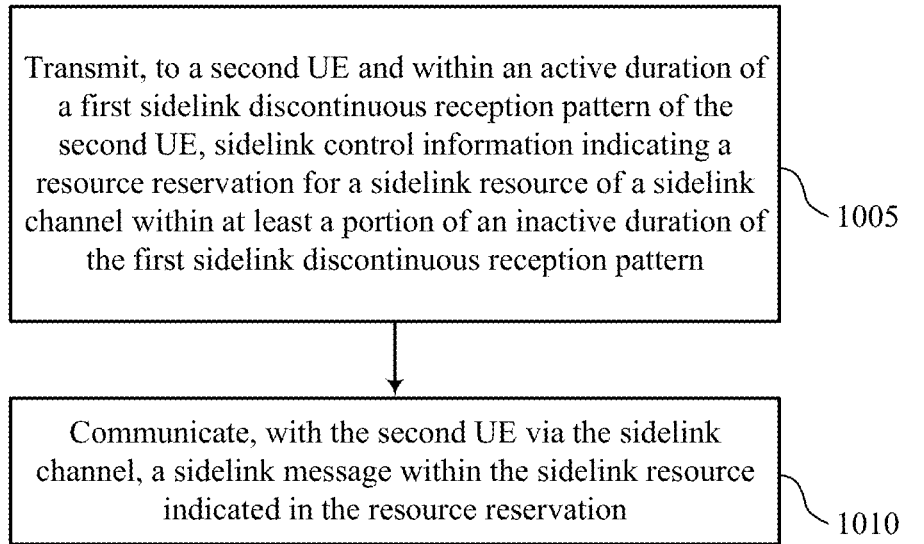 Transmit, to a second UE and within an active duration of
a first sidelink discontinuous reception pattern of the
second UE, sidelink control information indicating a
resource reservation for a sidelink resource of a sidelink
channel within at least a portion of an inactive duration of
the first sidelink discontinuous reception pattern
1005
Communicate, with the second UE via the sidelink
channel, a sidelink message within the sidelink resource
indicated in the resource reservation
1010